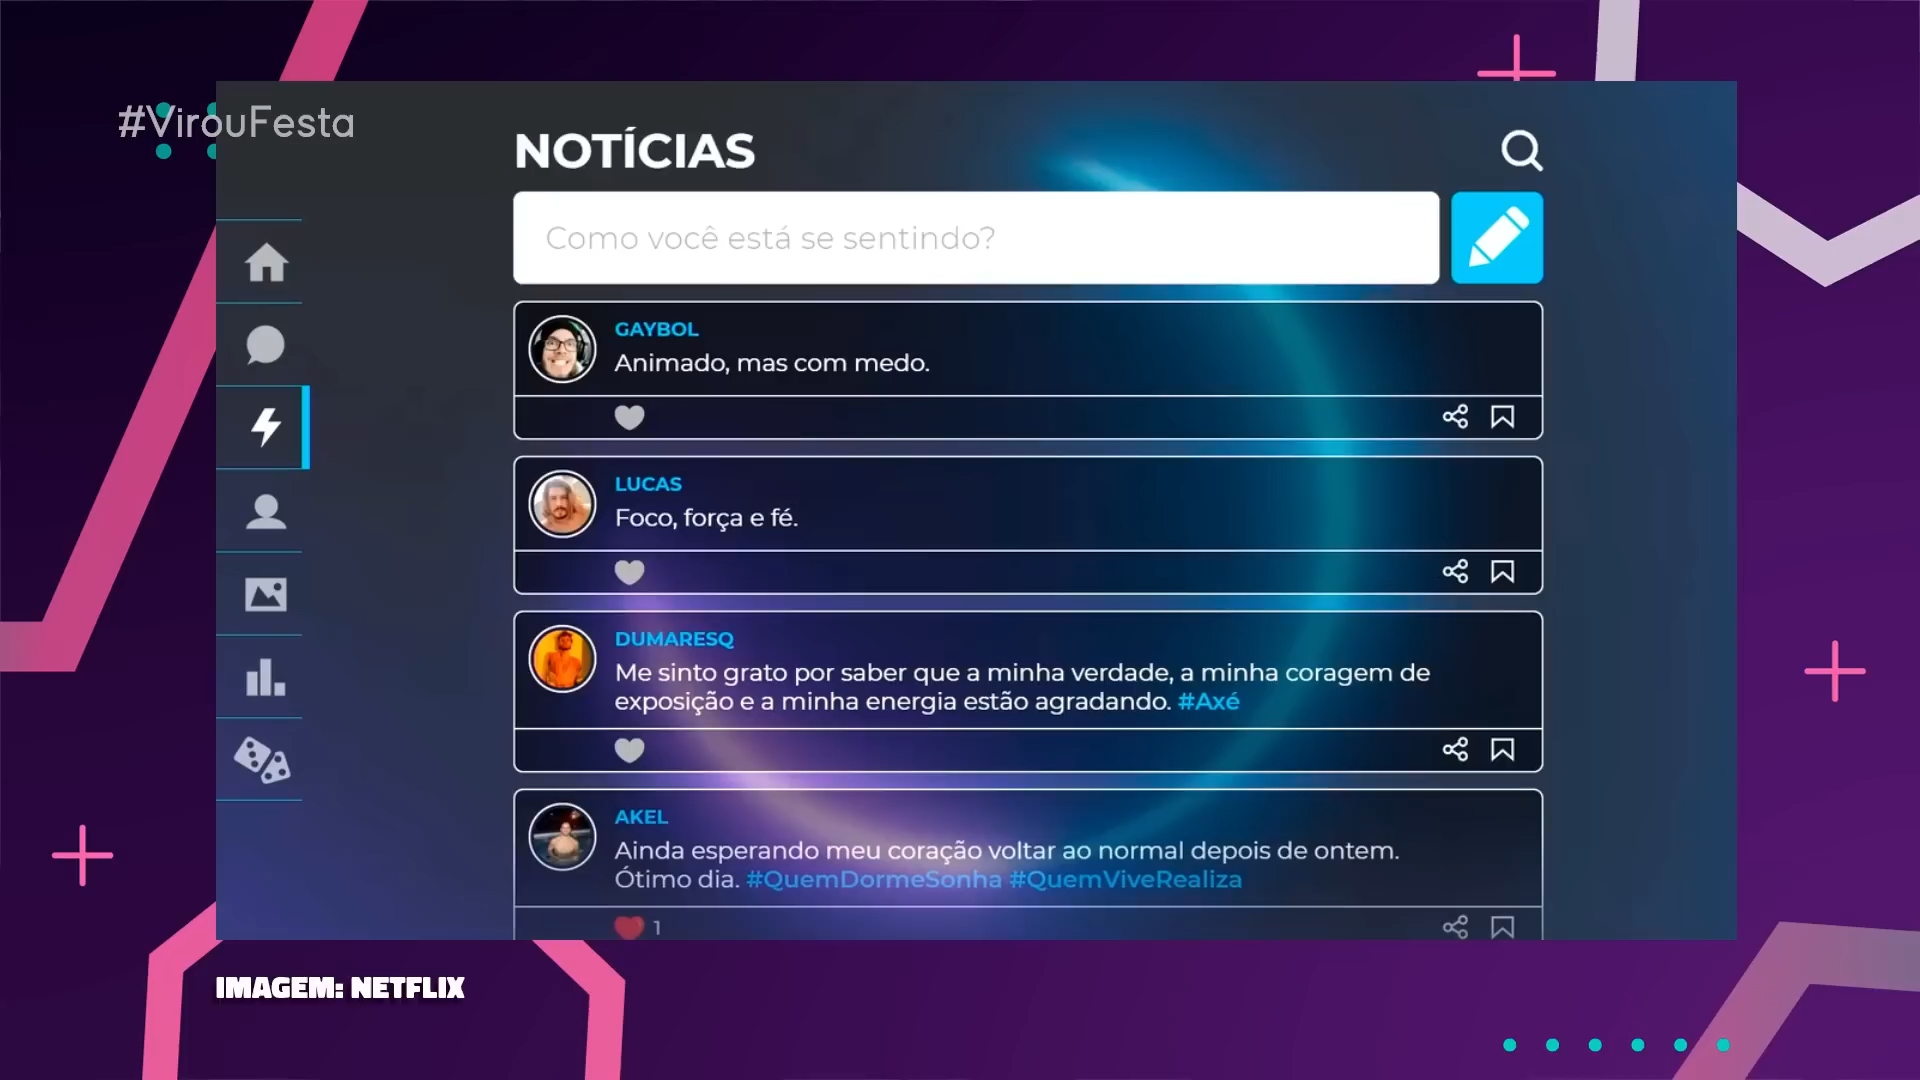 #VirouFesta
NOTÍCIAS
Como você está se sentindo?
GAYBOL
Animado, mas com medo.
LUCAS
Foco, força e fé.
DUMARESQ
Me sinto grato por saber que a minha verdade, a minha coragem de
exposição e a minha energia estão agradando. #Axé
AKEL
Ainda esperando meu coração voltar ao normal depois de ontem.
Ótimo dia. #QuemDormeSonha #QuemViveRealiza
1
IMAGEM: NETFLIX